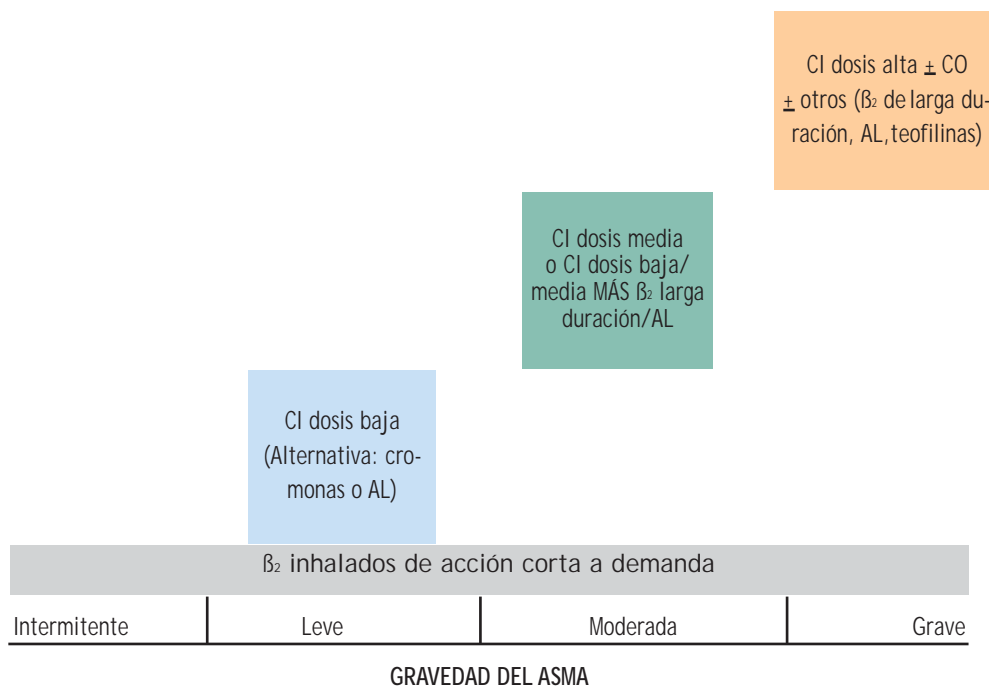 CI dosis alta ± CO
± otros (ß₂ de larga du-
ración, AL, teofilinas)
CI dosis media
o CI dosis baja/
media MÁS ß₂ larga
duración/AL
CI dosis baja
(Alternativa: cro-
monas o AL)
ß₂ inhalados de acción corta a demanda
Intermitente Leve Moderada Grave
GRAVEDAD DEL ASMA